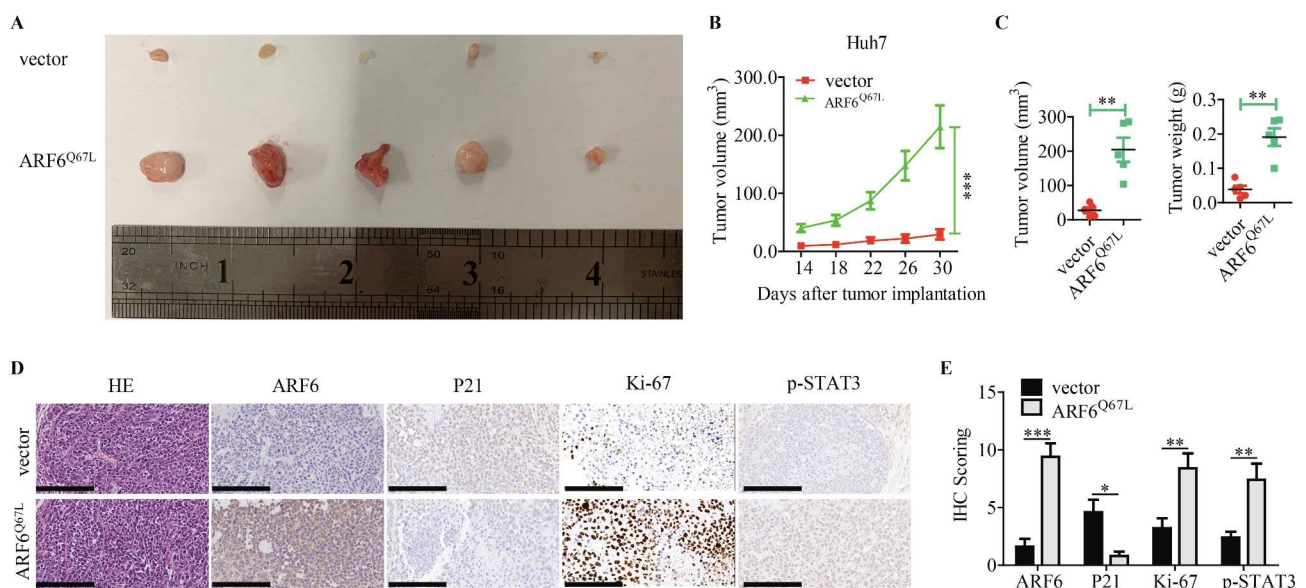 A
vector
ARF6Q67L
20
INCH
1
2
50
3
10
4
32
64
16
STAINLES
B
Huh7
vector
ARF6Q67L
Tumor volume (mm3)
300.0
200.0
100.0
50
0.0
14 18 22 26 30
Days after tumor implantation
***
C
Tumor volume (mm3)
400
300
200
100
0
**
vector
ARF6Q67L
Tumor weight (g)
0.3
0.2
0.1
0.0
**
vector
ARF6Q67L
D
HE ARF6 P21 Ki-67 p-STAT3
vector
ARF6Q67L
E
vector
ARF6Q67L
IHC Scoring
15
10
5
0
*** * ** **
ARF6 P21 Ki-67 p-STAT3